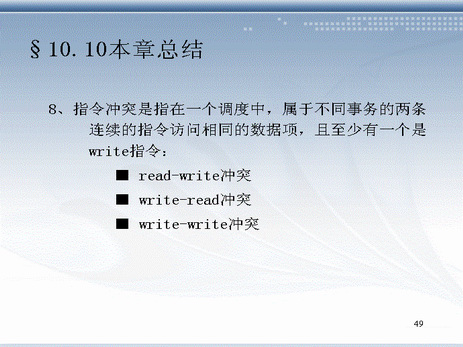 §10.10本章总结
8、指令冲突是指在一个调度中，属于不同事务的两条
连续的指令访问相同的数据项，且至少有一个是
write指令：
■ read-write冲突
■ write-read冲突
■ write-write冲突
49